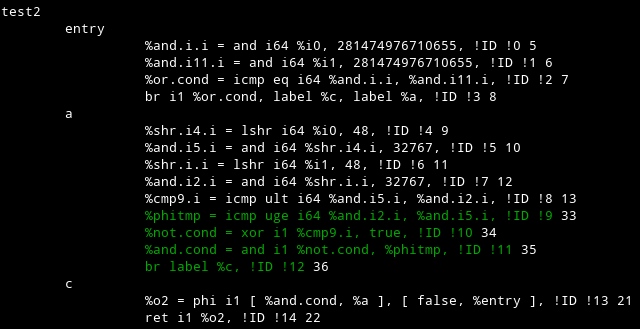 test2
entry
%and.i.i = and i64 %i0, 281474976710655, !ID !0 5
%and.i11.i = and i64 %i1, 281474976710655, !ID !1 6
%or.cond = icmp eq i64 %and.i.i, %and.i11.i, !ID !2 7
br i1 %or.cond, label %c, label %a, !ID !3 8
a
%shr.i4.i = lshr i64 %i0, 48, !ID !4 9
%and.i5.i = and i64 %shr.i4.i, 32767, !ID !5 10
%shr.i.i = lshr i64 %i1, 48, !ID !6 11
%and.i2.i = and i64 %shr.i.i, 32767, !ID !7 12
%cmp9.i = icmp ult i64 %and.i5.i, %and.i2.i, !ID !8 13
%phitmp = icmp uge i64 %and.i2.i, %and.i5.i, !ID !9 33
%not.cond = xor i1 %cmp9.i, true, !ID !10 34
%and.cond = and i1 %not.cond, %phitmp, !ID !11 35
br label %c, !ID !12 36
c
%o2 = phi i1 [ %and.cond, %a ], [ false, %entry ], !ID !13 21
ret i1 %o2, !ID !14 22